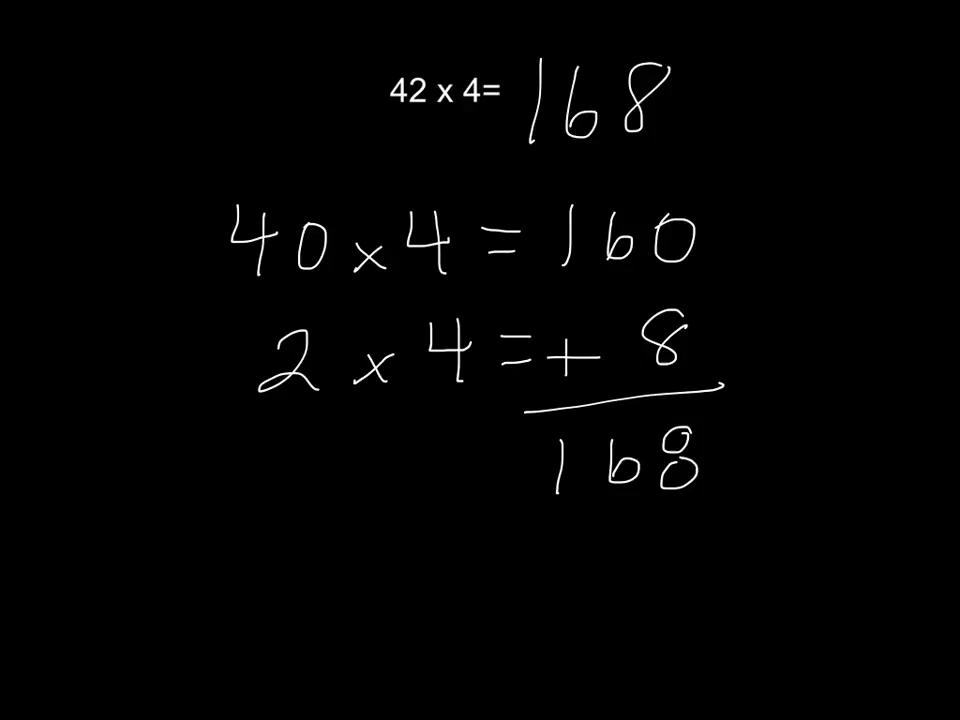 42 x 4= 168
40 x 4 = 160
2 x 4 = + 8
168